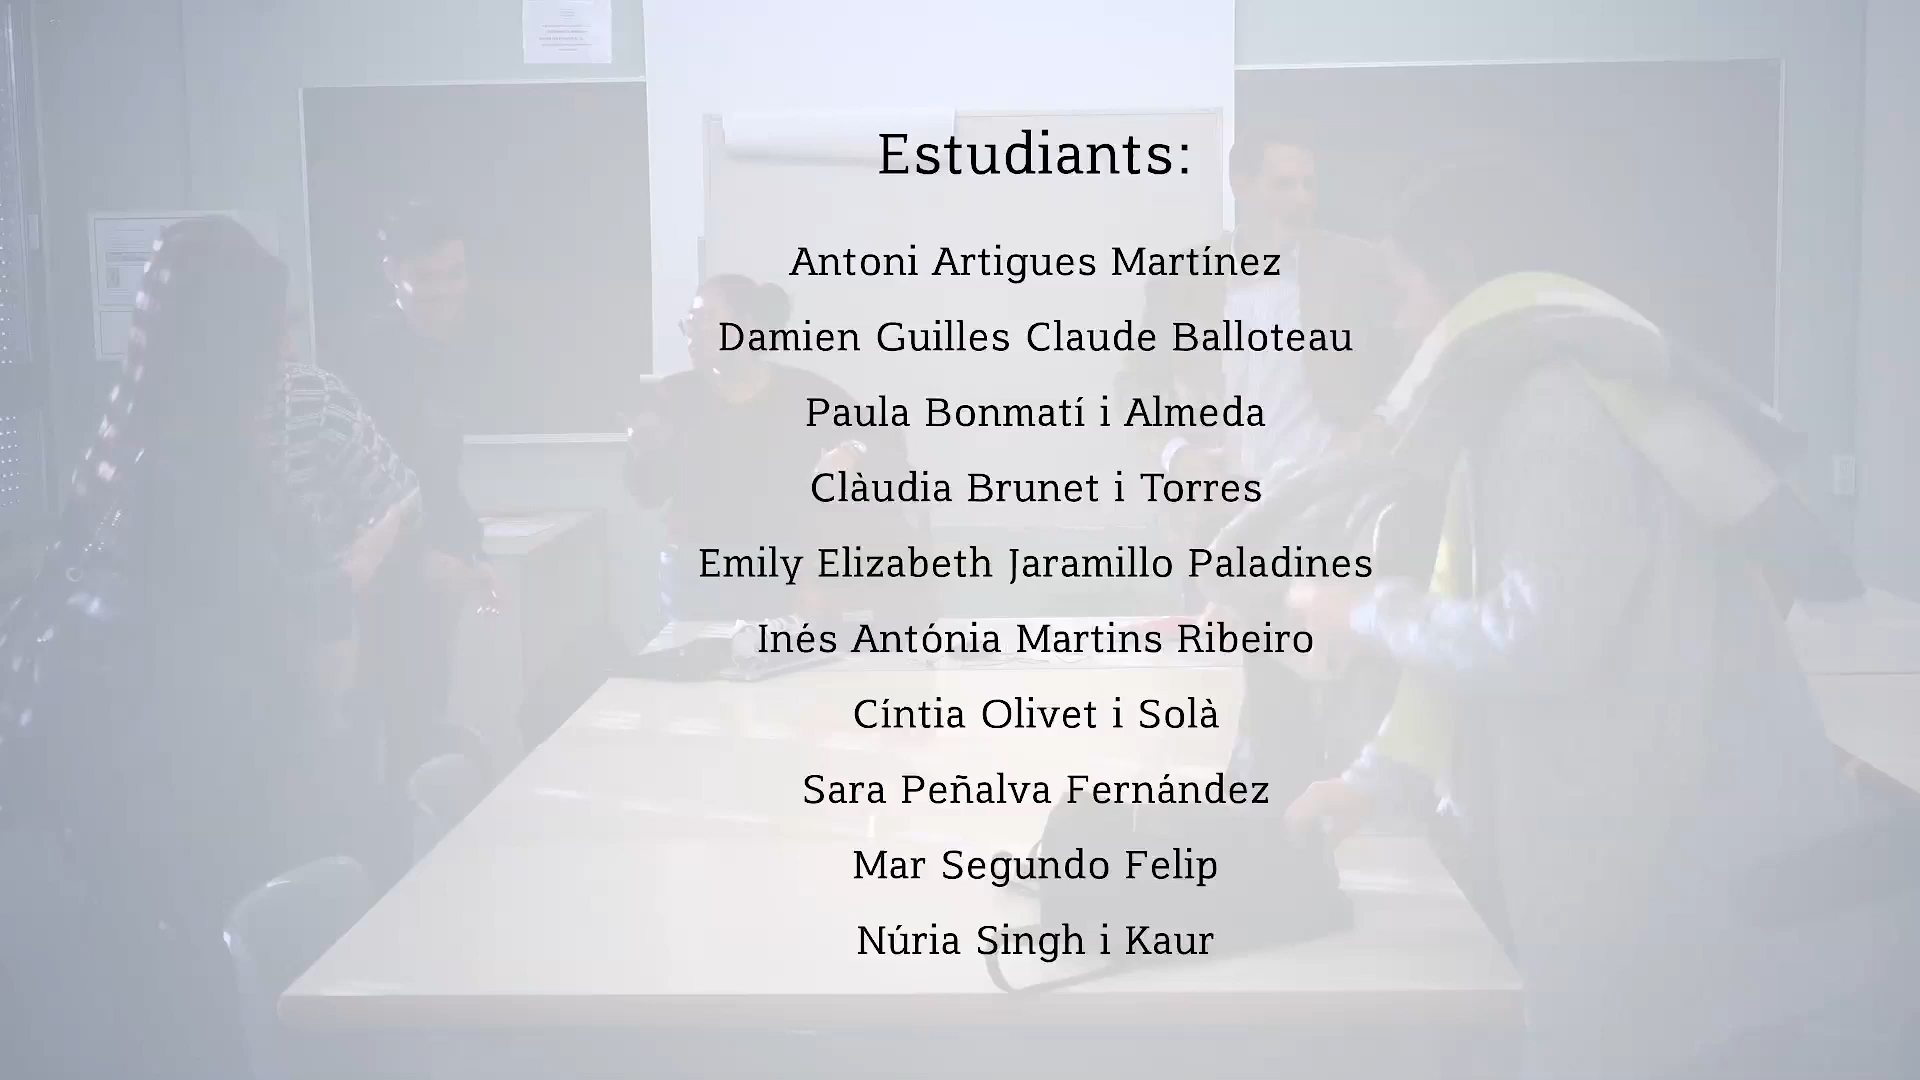 Estudiants:
Antoni Artigues Martínez
Damien Guilles Claude Balloteau
Paula Bonmatí i Almeda
Clàudia Brunet i Torres
Emily Elizabeth Jaramillo Paladines
Inés Antónia Martins Ribeiro
Cíntia Olivet i Solà
Sara Peñalva Fernández
Mar Segundo Felip
Núria Singh i Kaur